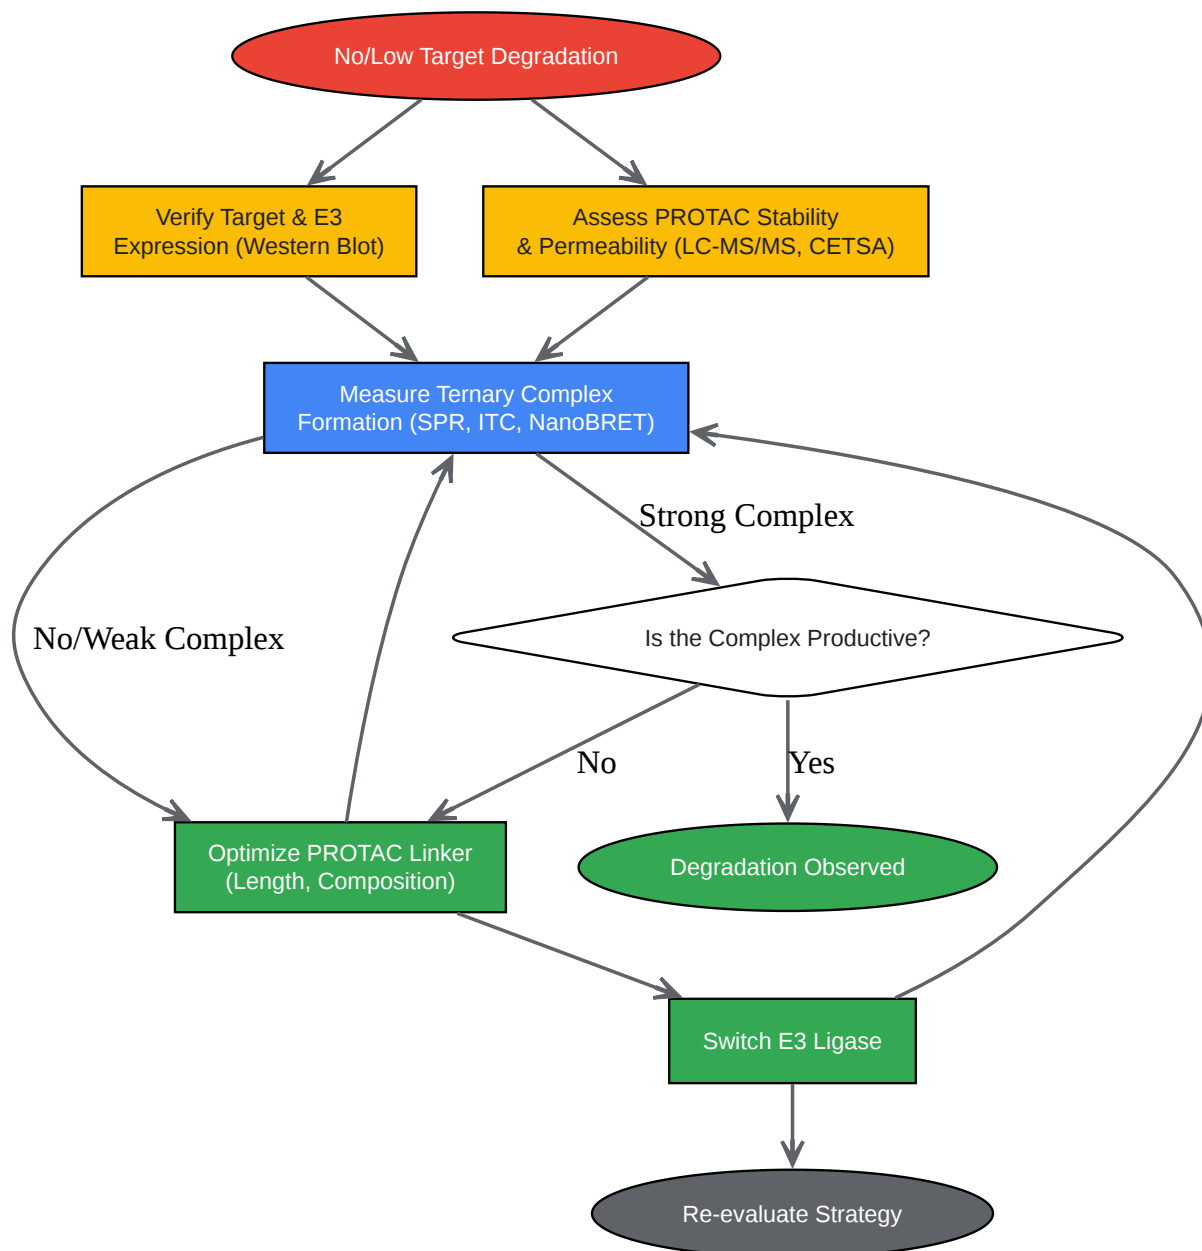 No/Low Target Degradation
Verify Target & E3
Expression (Western Blot)
Assess PROTAC Stability
& Permeability (LC-MS/MS, CETSA)
Measure Ternary Complex
Formation (SPR, ITC, NanoBRET)
Strong Complex
No/Weak Complex
Is the Complex Productive?
No
Yes
Optimize PROTAC Linker
(Length, Composition)
Degradation Observed
Switch E3 Ligase
Re-evaluate Strategy